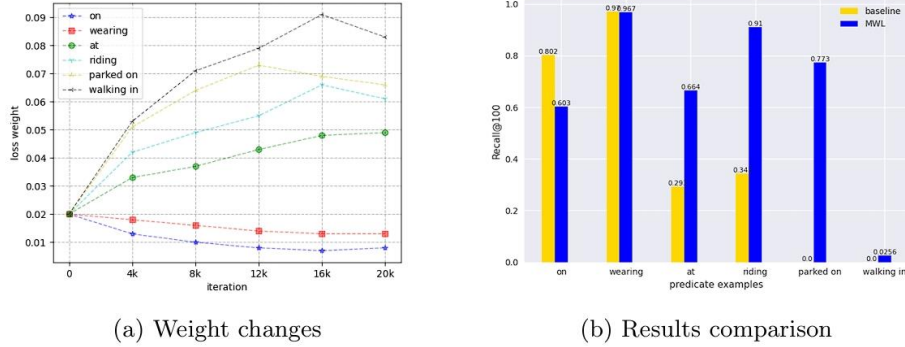 on
wearing
at
riding
parked on
walking in
0.09
0.08
0.07
0.06
0.05
0.04
0.03
0.02
0.01
loss weight
0 4k 8k 12k 16k 20k
iteration
(a) Weight changes
baseline
MWL
1.0
0.8
0.6
0.4
0.2
0.0
Recall@100
0.802 0.603
0.97 0.967
0.29 0.664
0.34 0.91
0.0 0.773
0.0 0.0256
on wearing at riding parked on walking in
predicate examples
(b) Results comparison